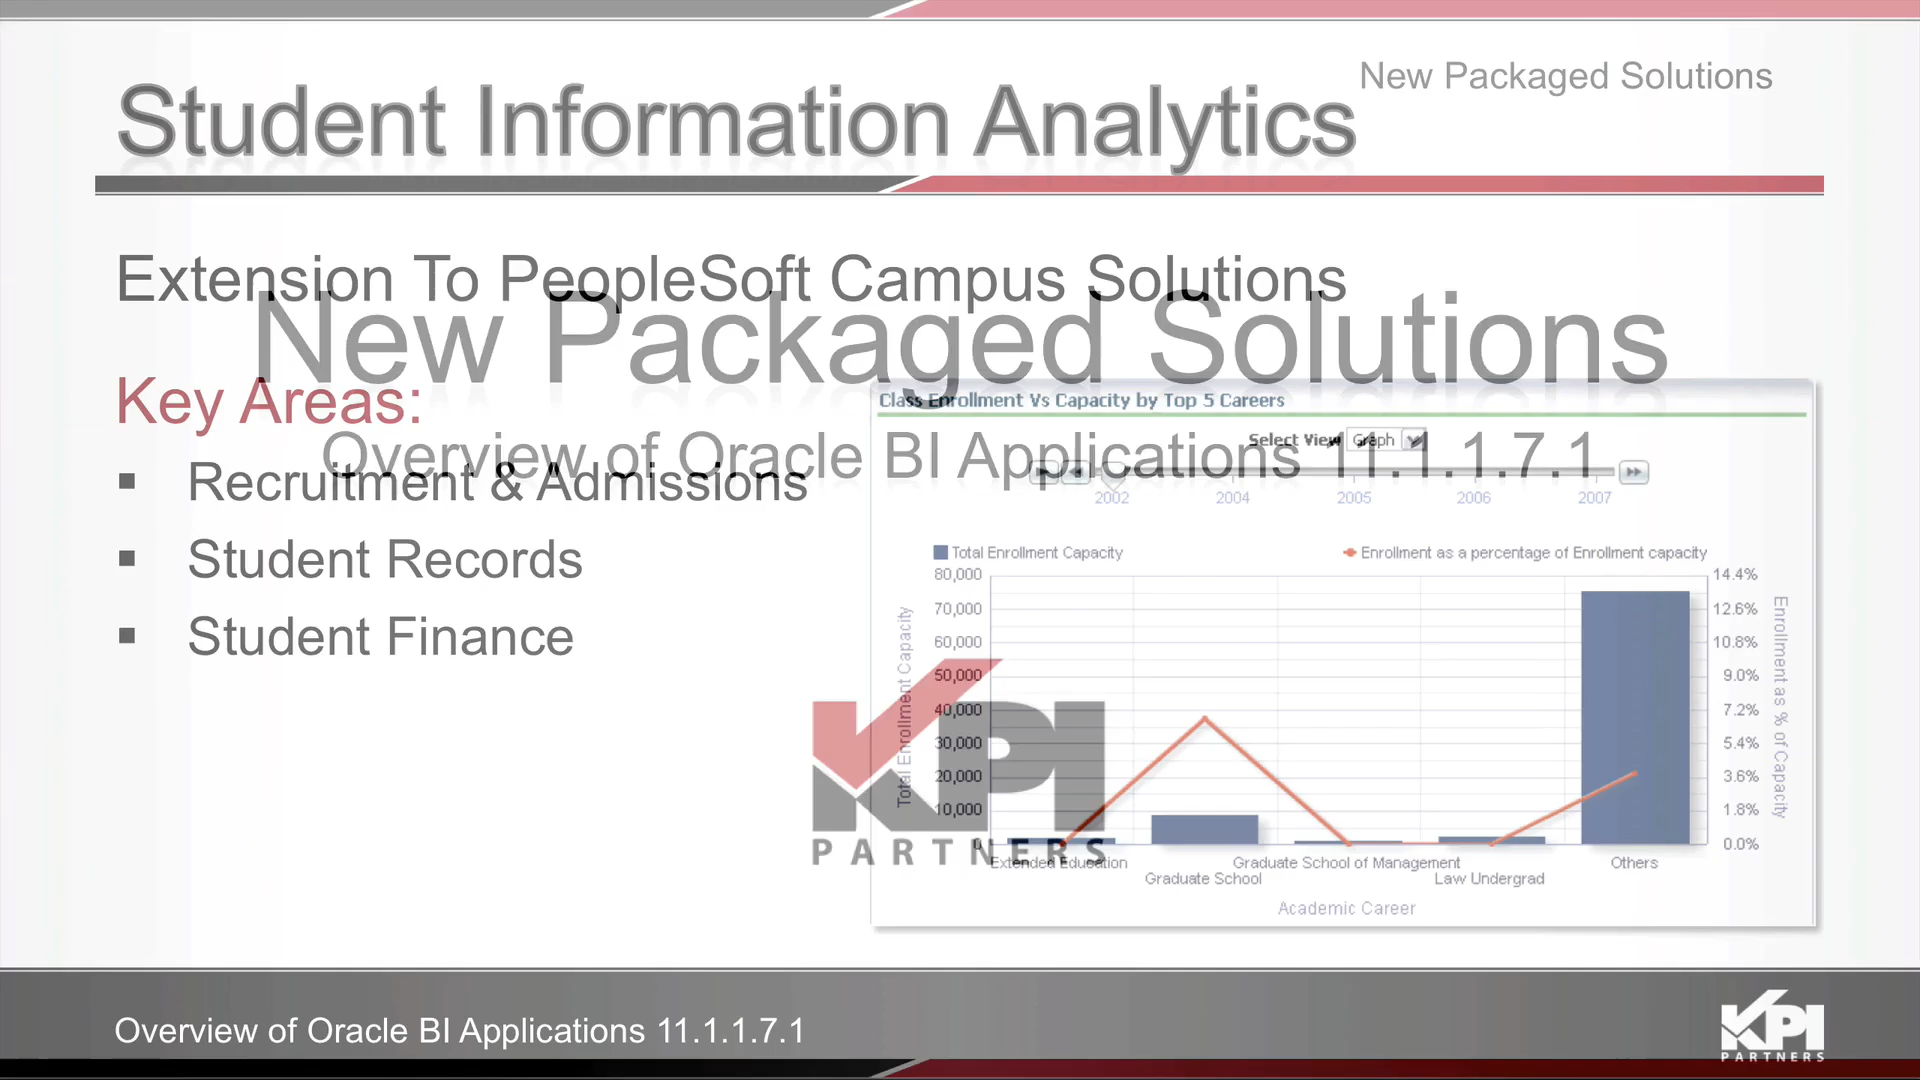 New Packaged Solutions
Student Information Analytics
Extension To PeopleSoft Campus Solutions
New Packaged Solutions
Key Areas:
Overview of Oracle BI Applications 11.1.1.7.1
▪ Recruitment & Admissions
▪ Student Records
▪ Student Finance
Class Enrollment Vs Capacity by Top 5 Careers
Select View Graph
2002 2004 2005 2006 2007
Total Enrollment Capacity
Enrollment as a percentage of Enrollment capacity
80,000 14.4%
70,000 12.6%
60,000 10.8%
50,000 9.0%
40,000 7.2%
30,000 5.4%
20,000 3.6%
10,000 1.8%
0 0.0%
Total Enrollment Capacity
Enrollment as % of Capacity
Extended Education Graduate School of Management Others
Graduate School Law Undergrad
Academic Career
KPI
PARTNERS
Overview of Oracle BI Applications 11.1.1.7.1
KPI
PARTNERS